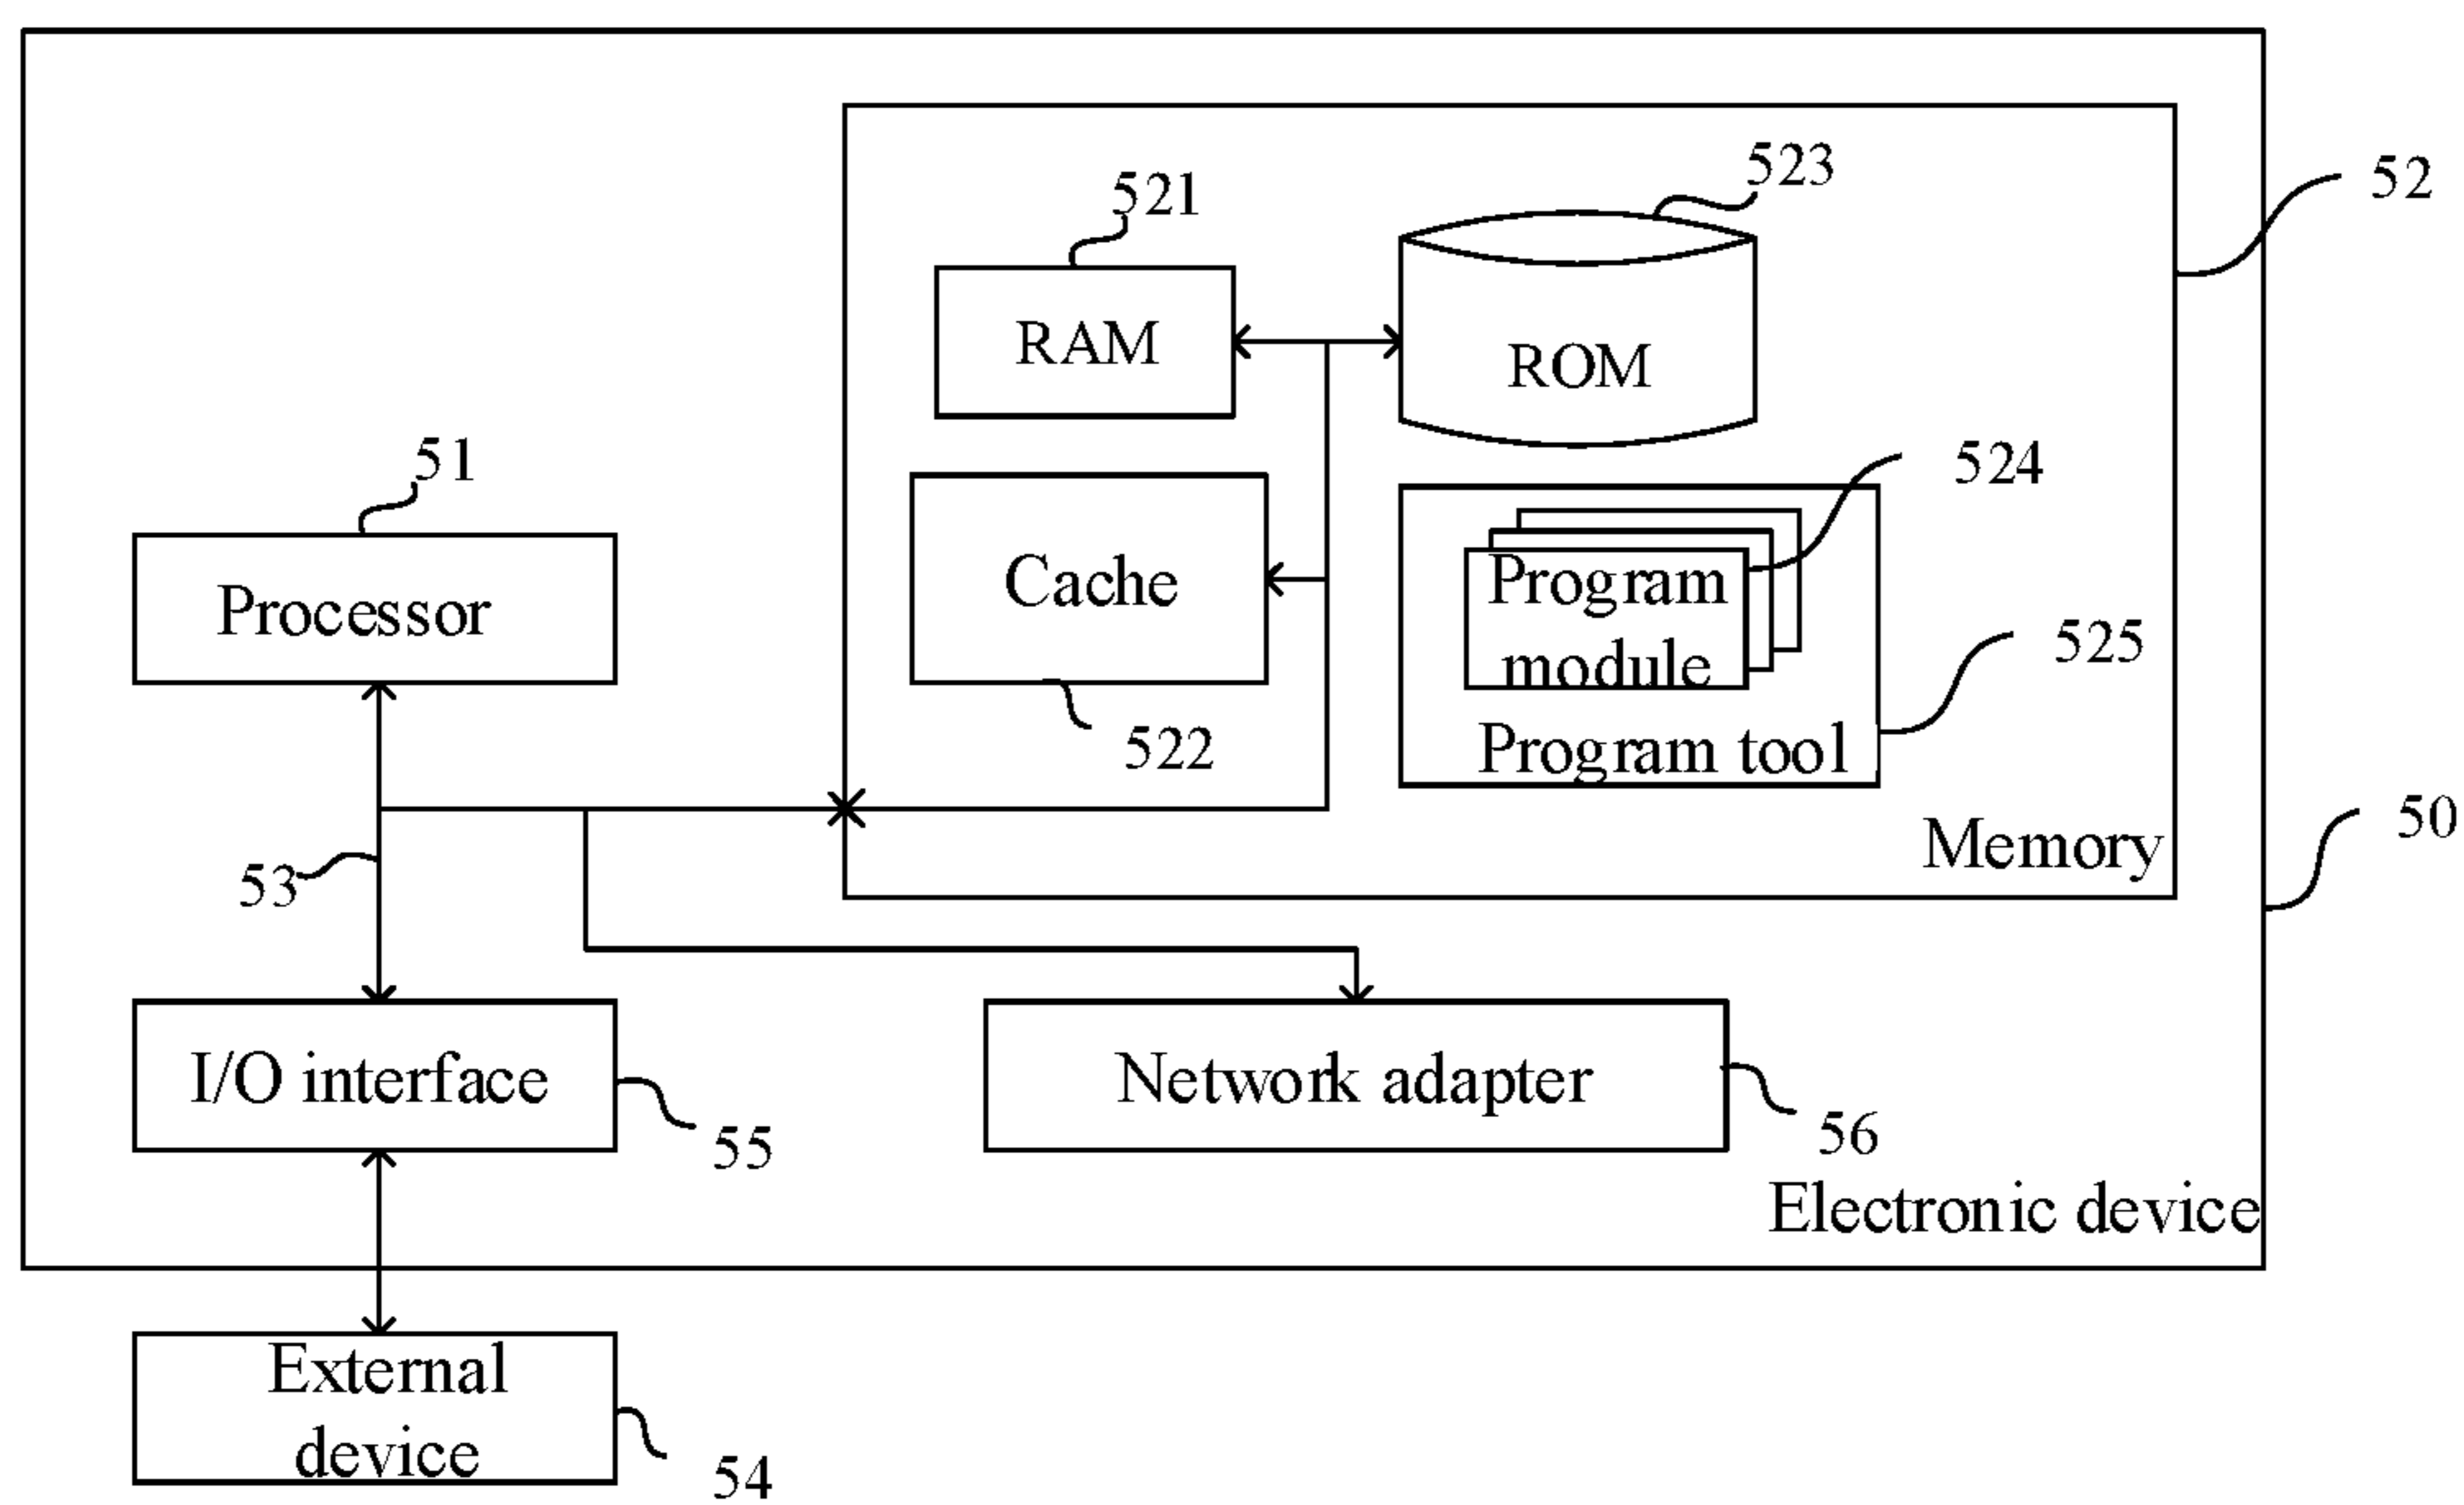 523
52
521
RAM
ROM
51
524
Cache
Program
module
Processor
525
522
Program tool
50
Memory
53
I/O interface
Network adapter
55
56
Electronic device
External
device
54